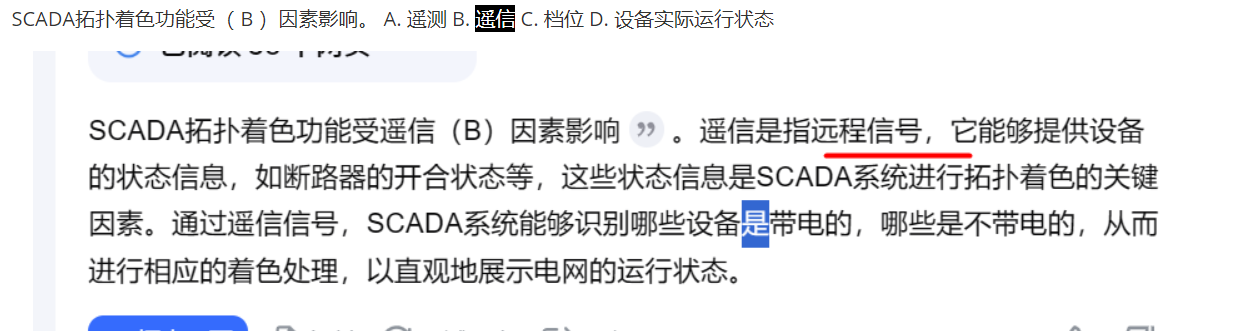 SCADA拓扑着色功能受（ B ）因素影响。 A. 遥测 B. 遥信 C. 档位 D. 设备实际运行状态
SCADA拓扑着色功能受遥信（B）因素影响 ” 。遥信是指远程信号，它能够提供设备
的状态信息，如断路器的开合状态等，这些状态信息是SCADA系统进行拓扑着色的关键
因素。通过遥信信号，SCADA系统能够识别哪些设备是带电的，哪些是不带电的，从而
进行相应的着色处理，以直观地展示电网的运行状态。